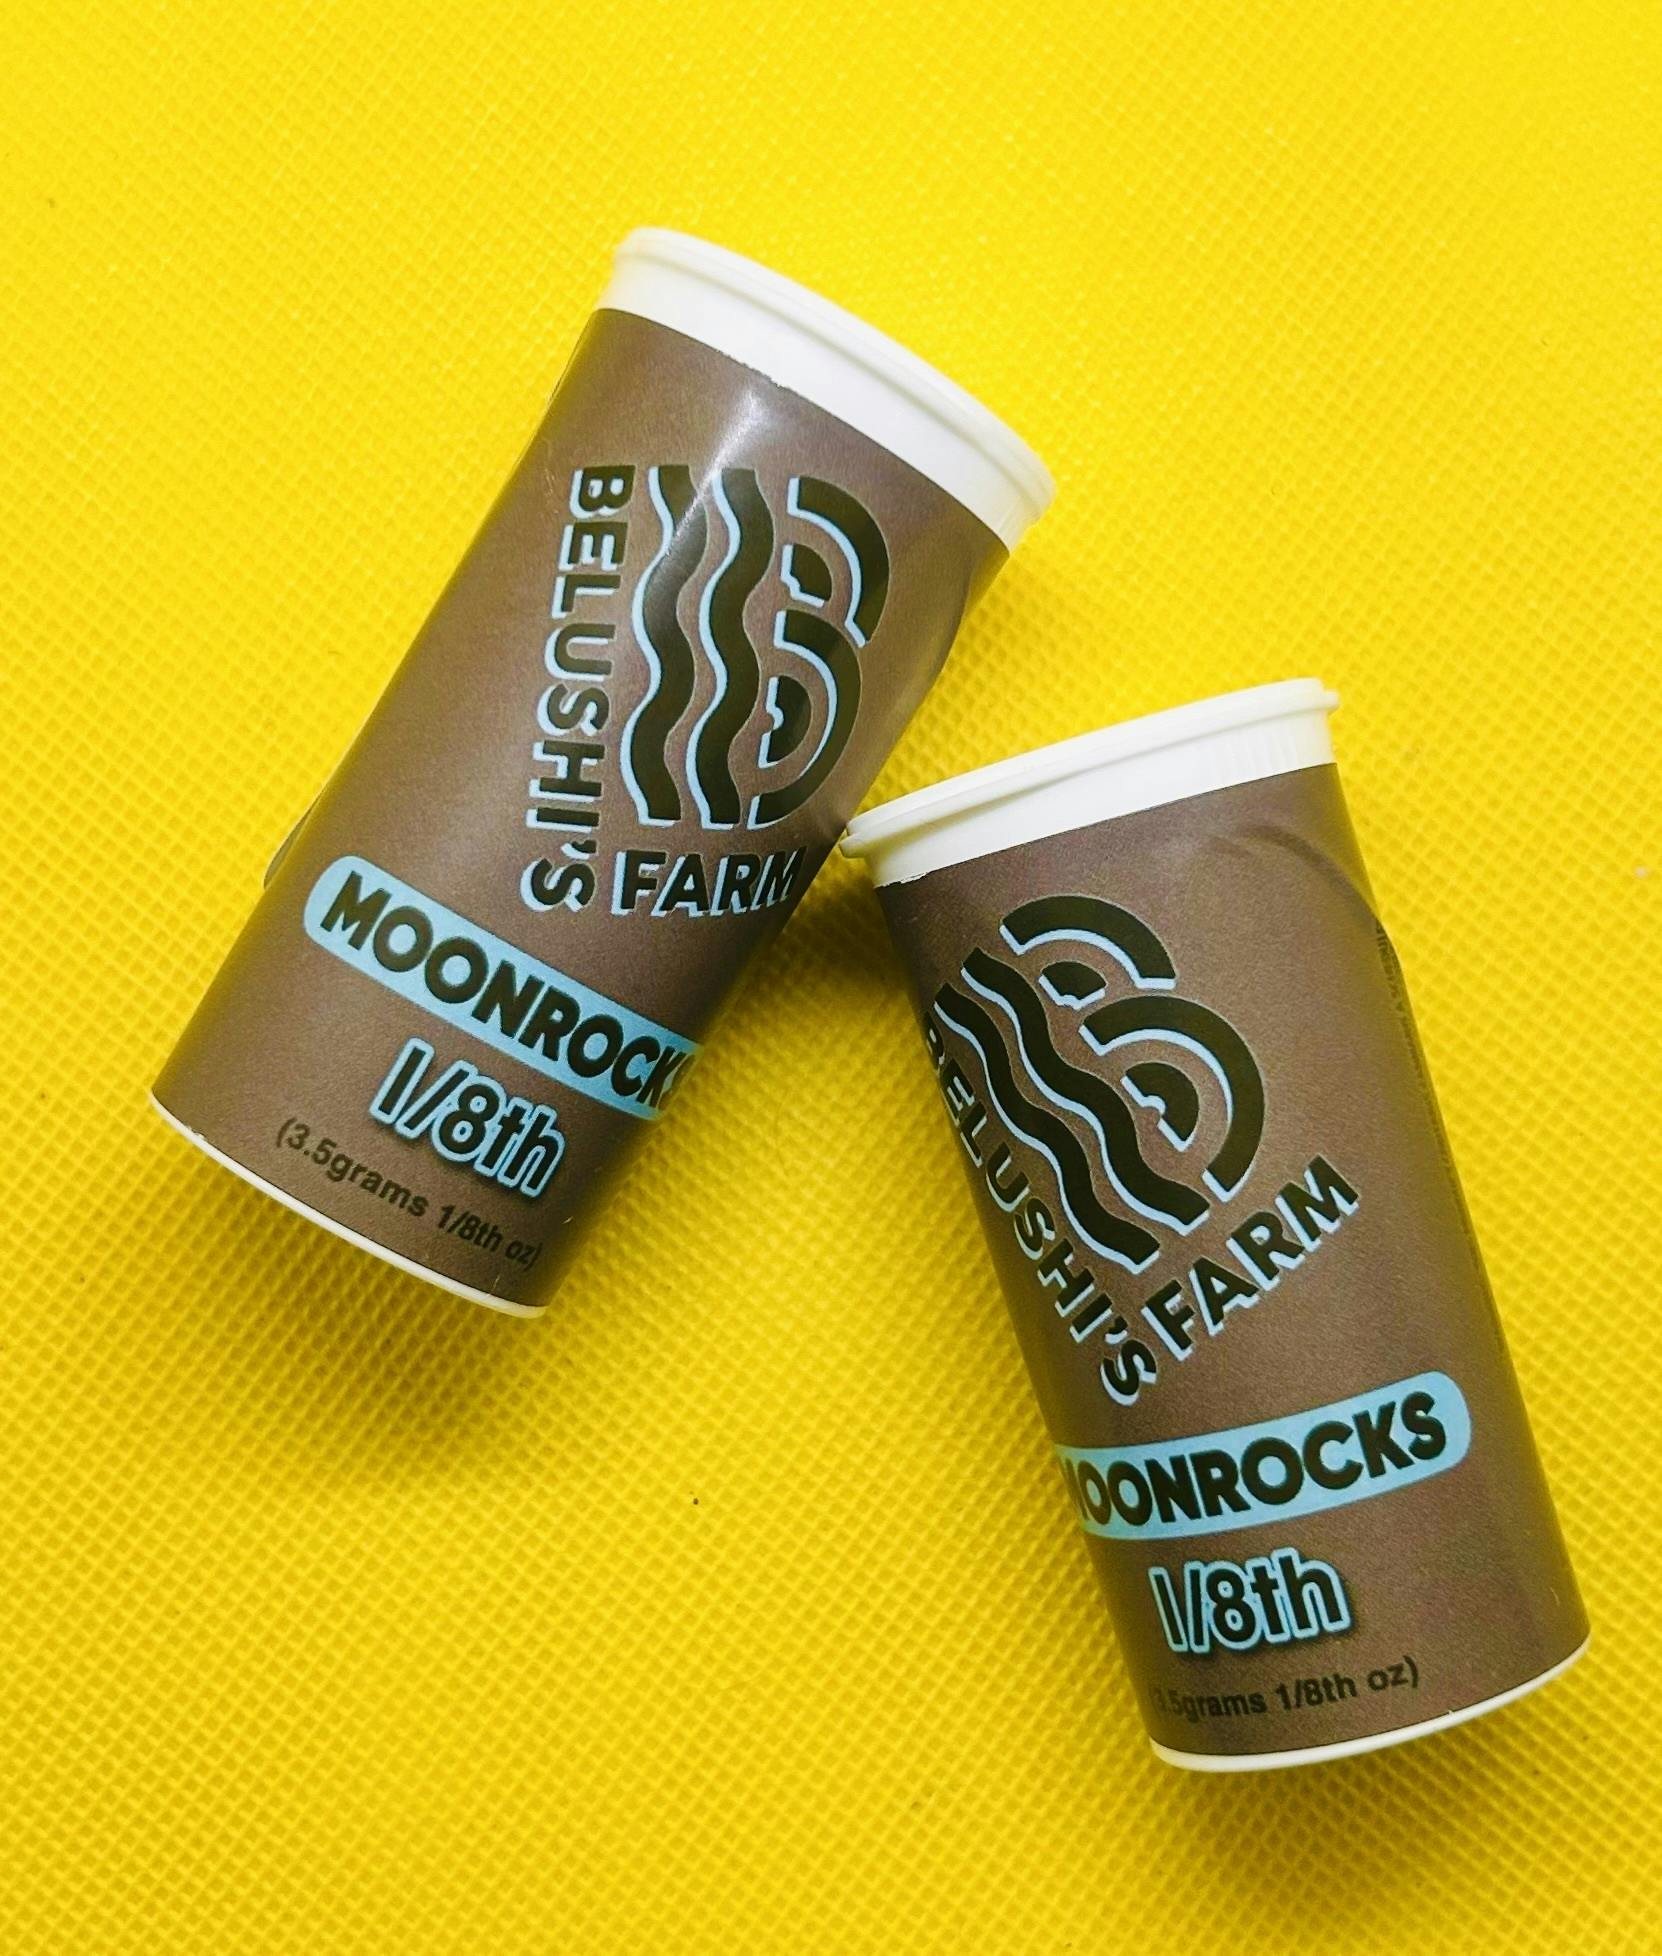 BELUSHI'S
FARM
MOONROCKS
1/8th
(3.5grams 1/8th oz)
BELUSHI'S
FARM
MOONROCKS
1/8th
(3.5grams 1/8th oz)